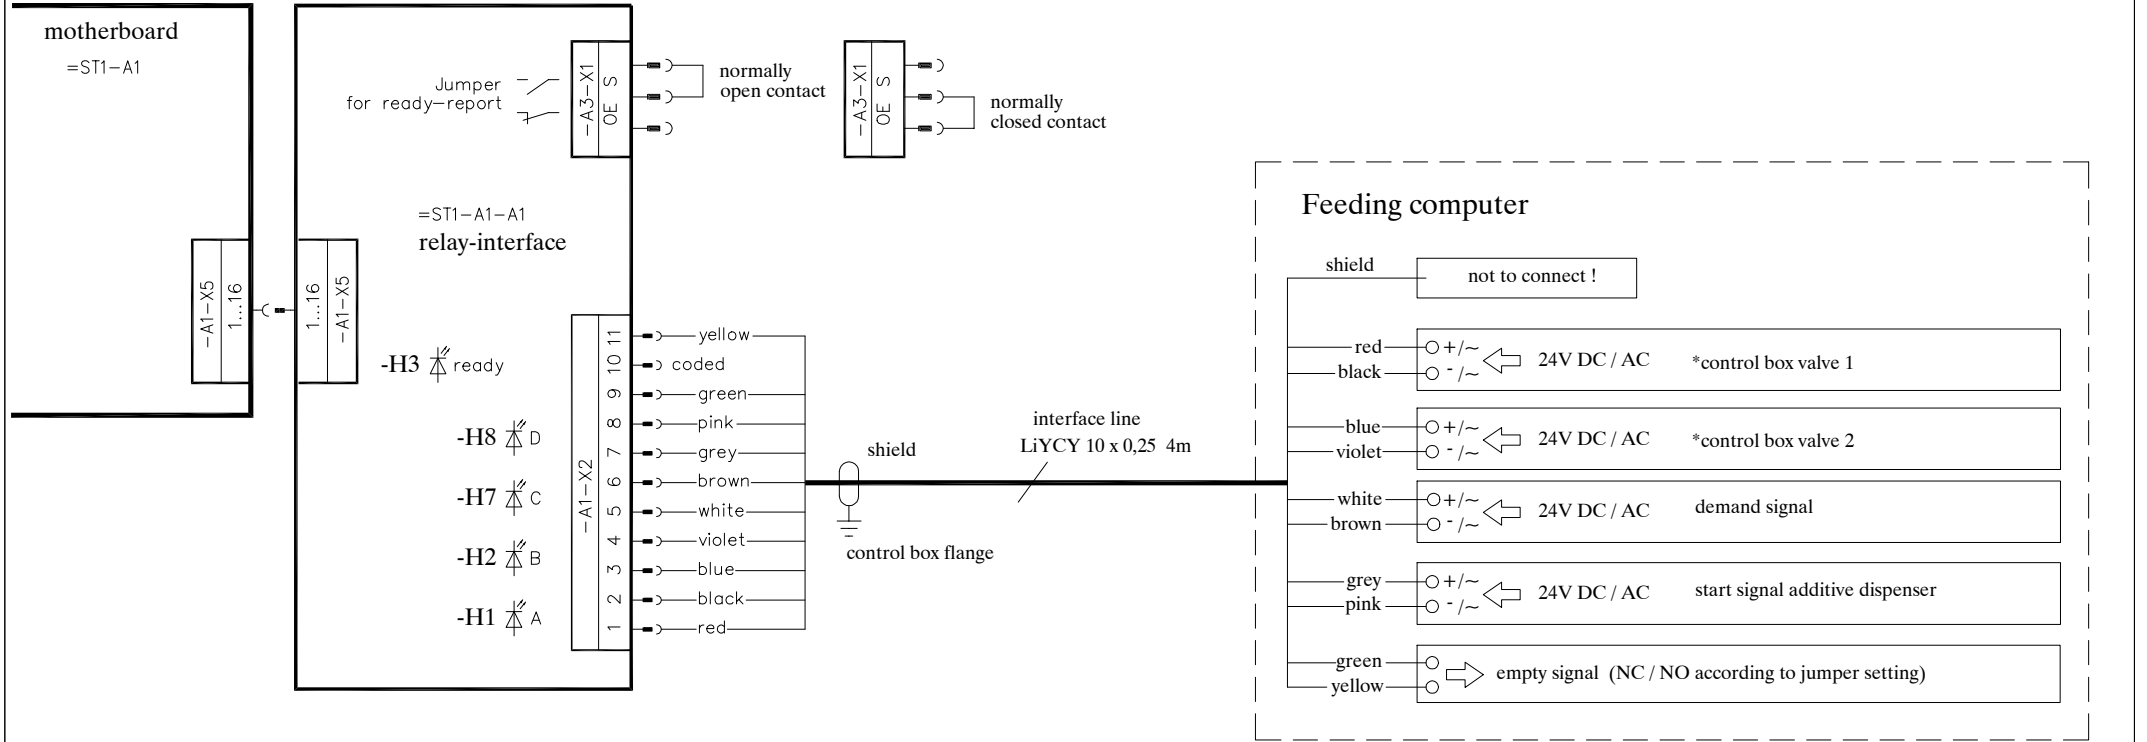 motherboard
=ST1-A1
-A1-X5
1...16
1...16
-A1-X5
Jumper
for ready-report
-A3-X1
OE S
normally
open contact
-A3-X1
OE S
normally
closed contact
=ST1-A1-A1
relay-interface
-H3 ready
-H8 D
-H7 C
-H2 B
-H1 A
-A1-X2
11 yellow
10 coded
9 green
8 pink
7 grey
6 brown
5 white
4 violet
3 blue
2 black
1 red
shield
control box flange
interface line
LiYCY 10 x 0,25 4m
Feeding computer
shield not to connect !
red +/~
black -/~
24V DC / AC *control box valve 1
blue +/~
violet -/~
24V DC / AC *control box valve 2
white +/~
brown -/~
24V DC / AC demand signal
grey +/~
pink -/~
24V DC / AC start signal additive dispenser
green
yellow
empty signal (NC / NO according to jumper setting)